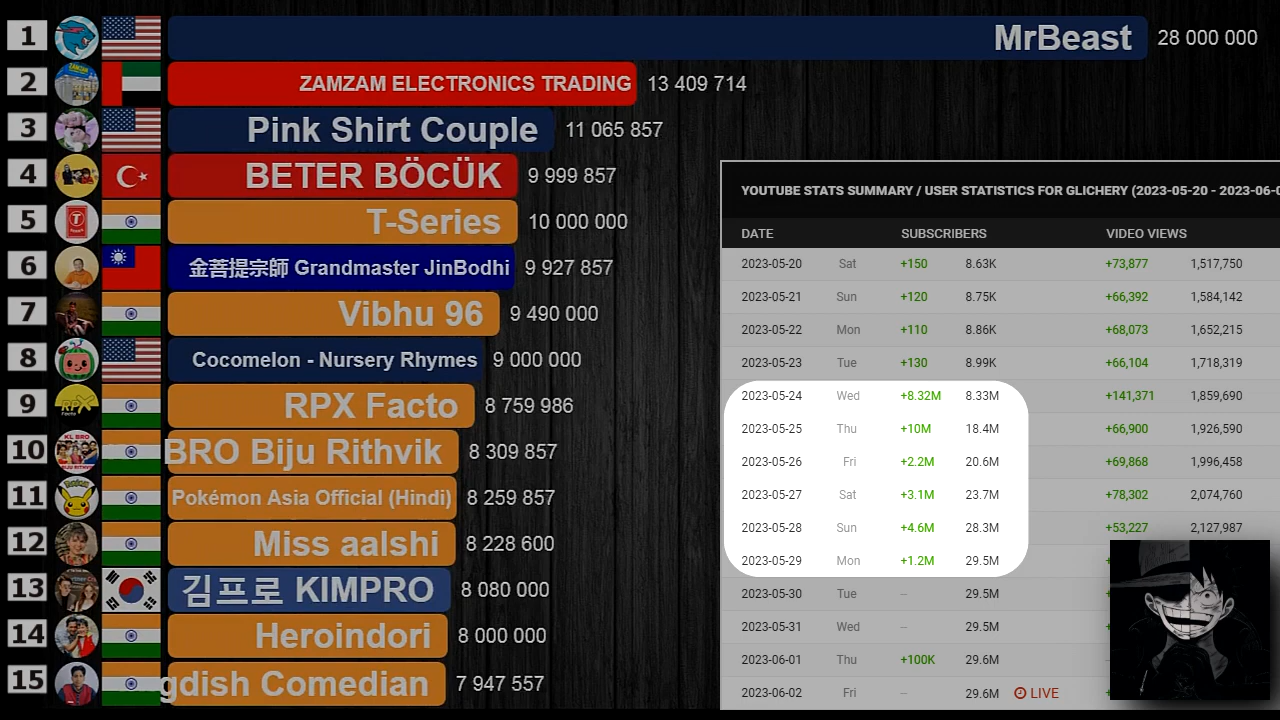 1 MrBeast 28 000 000
2 ZAMZAM ELECTRONICS TRADING 13 409 714
3 Pink Shirt Couple 11 065 857
4 BETER BÖCÜK 9 999 857
5 T-Series 10 000 000
6 金菩提宗師 Grandmaster JinBodhi 9 927 857
7 Vibhu 96 9 490 000
8 Cocomelon - Nursery Rhymes 9 000 000
9 RPX Facto 8 759 986
10 BRO Biju Rithvik 8 309 857
11 Pokémon Asia Official (Hindi) 8 259 857
12 Miss aalshi 8 228 600
13 김프로 KIMPRO 8 080 000
14 Heroindori 8 000 000
15 gdish Comedian 7 947 557
YOUTUBE STATS SUMMARY / USER STATISTICS FOR GLICHERY (2023-05-20 - 2023-06-0
DATE SUBSCRIBERS VIDEO VIEWS
2023-05-20 Sat +150 8.63K +73,877 1,517,750
2023-05-21 Sun +120 8.75K +66,392 1,584,142
2023-05-22 Mon +110 8.86K +68,073 1,652,215
2023-05-23 Tue +130 8.99K +66,104 1,718,319
2023-05-24 Wed +8.32M 8.33M +141,371 1,859,690
2023-05-25 Thu +10M 18.4M +66,900 1,926,590
2023-05-26 Fri +2.2M 20.6M +69,868 1,996,458
2023-05-27 Sat +3.1M 23.7M +78,302 2,074,760
2023-05-28 Sun +4.6M 28.3M +53,227 2,127,987
2023-05-29 Mon +1.2M 29.5M
2023-05-30 Tue -- 29.5M
2023-05-31 Wed -- 29.5M
2023-06-01 Thu +100K 29.6M
2023-06-02 Fri -- 29.6M LIVE